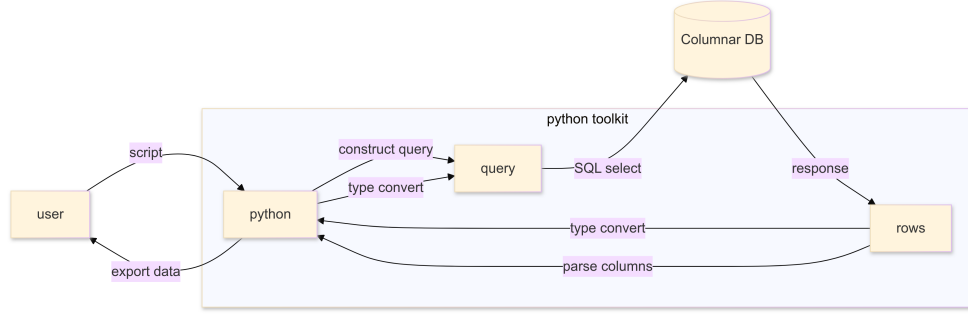 Columnar DB
python toolkit
script
construct query
type convert
query
SQL select
response
user
python
type convert
rows
export data
parse columns